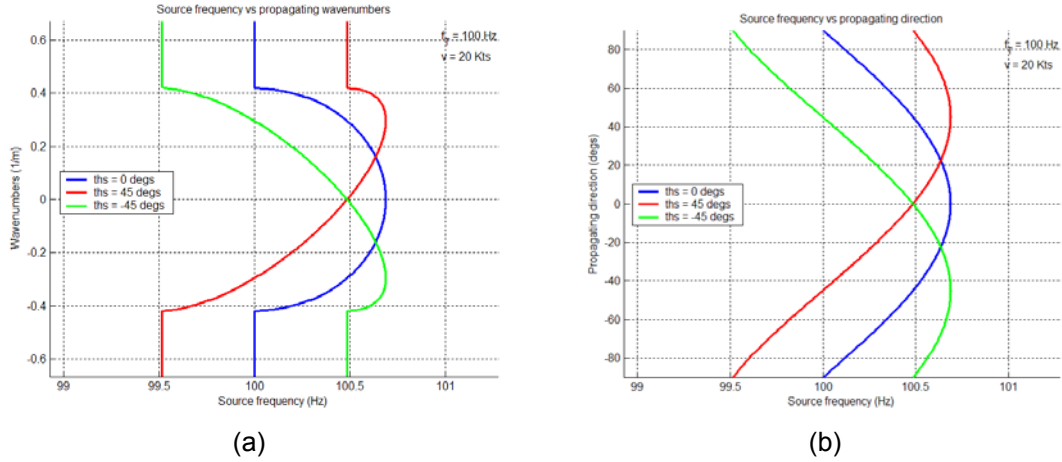 Source frequency vs propagating wavenumbers
f_r = 100 Hz
v = 20 Kts
0.6
0.4
0.2
0
-0.2
-0.4
-0.6
Wavenumbers (1/m)
ths = 0 degs
ths = 45 degs
ths = -45 degs
99 99.5 100 100.5 101
Source frequency (Hz)
(a)
Source frequency vs propagating direction
= 100 Hz
v = 20 Kts
80
60
40
20
0
-20
-40
-60
-80
Propagating direction (degs)
ths = 0 degs
ths = 45 degs
ths = -45 degs
99 99.5 100 100.5 101
Source frequency (Hz)
(b)